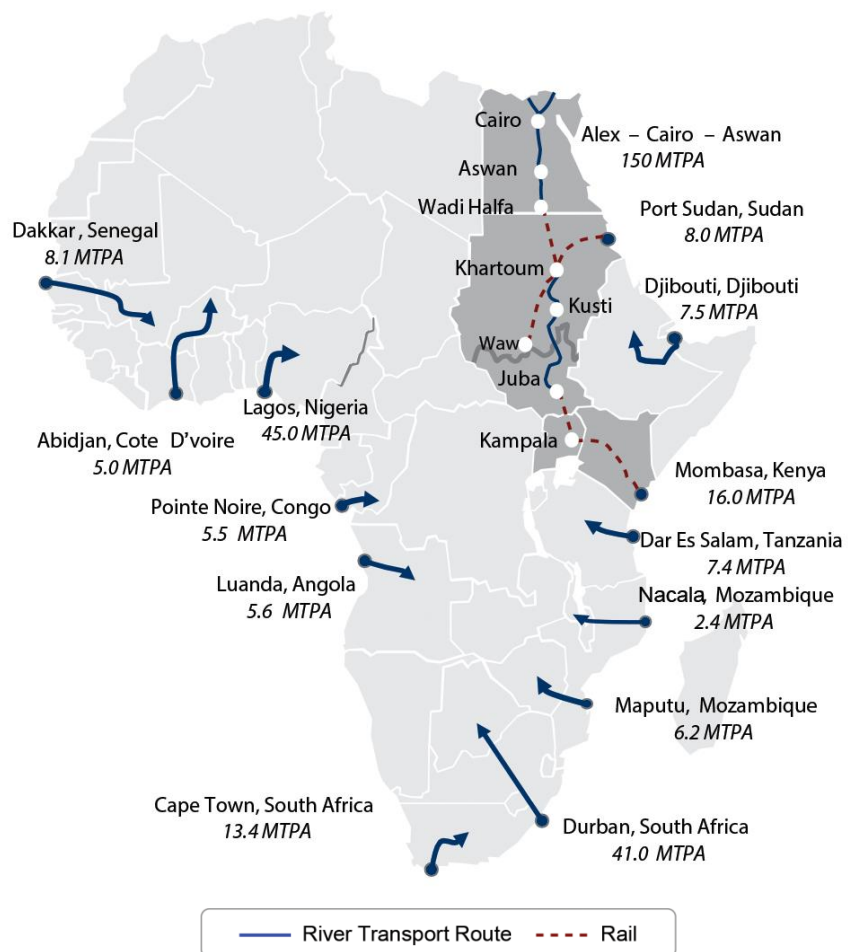 Cairo
Alex – Cairo – Aswan
150 MTPA
Aswan
Wadi Halfa
Port Sudan, Sudan
8.0 MTPA
Dakkar, Senegal
8.1 MTPA
Khartoum
Djibouti, Djibouti
7.5 MTPA
Kusti
Waw
Juba
Lagos, Nigeria
45.0 MTPA
Abidjan, Cote D'voire
5.0 MTPA
Kampala
Mombasa, Kenya
16.0 MTPA
Pointe Noire, Congo
5.5 MTPA
Dar Es Salam, Tanzania
7.4 MTPA
Luanda, Angola
5.6 MTPA
Nacala, Mozambique
2.4 MTPA
Maputu, Mozambique
6.2 MTPA
Cape Town, South Africa
13.4 MTPA
Durban, South Africa
41.0 MTPA
River Transport Route
Rail